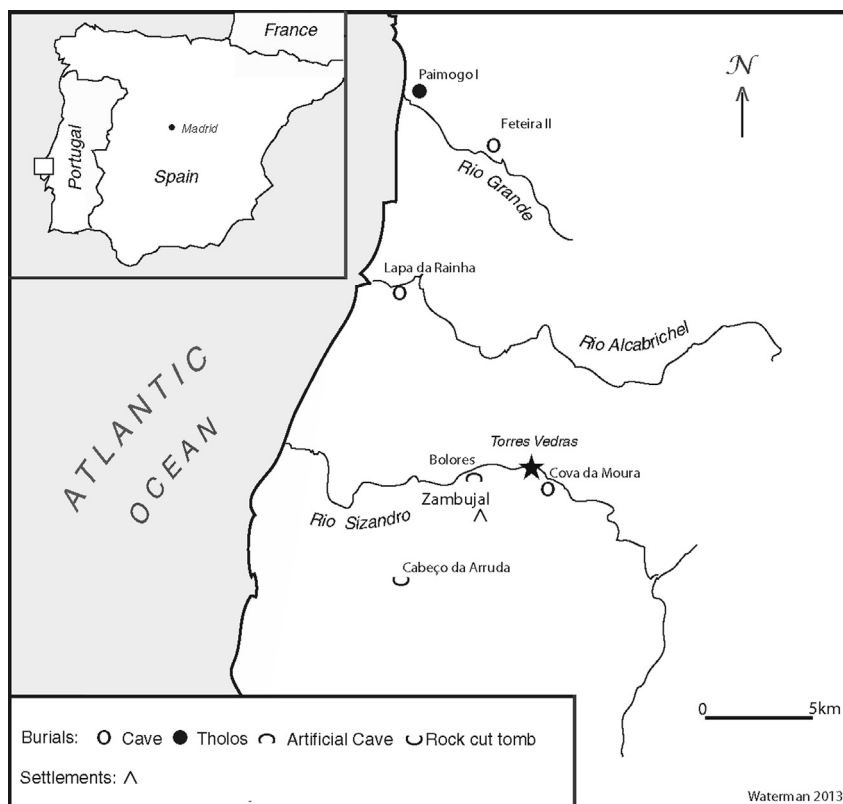 France
Madrid
Portugal
Spain
N
Paimogo I
Feteira II
Rio Grande
Lapa da Rainha
Rio Alcabrichel
ATLANTIC
OCEAN
Torres Vedras
Bolores
Cova da Moura
Zambujal
Rio Sizandro
Cabeço da Arruda
0 5km
Burials: Cave Tholos Artificial Cave Rock cut tomb
Settlements:
Waterman 2013